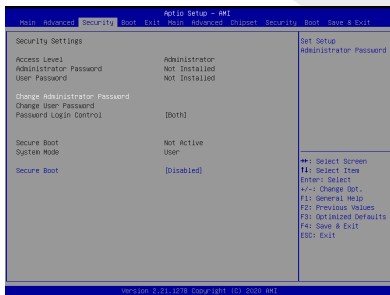 Aptio Setup - AMI
Main Advanced Security Boot Exit Main Advanced Chipset Security Boot Save & Exit
Security Settings
Access Level Administrator
Administrator Password Not Installed
User Password Not Installed
Change Administrator Password
Change User Password
Password Login Control [Both]
Secure Boot Not Active
System Mode User
Secure Boot [Disabled]
Set Setup
Administrator Password
→←: Select Screen
↑↓: Select Item
Enter: Select
+/-: Change Opt.
F1: General Help
F2: Previous Values
F3: Optimized Defaults
F4: Save & Exit
ESC: Exit
Version 2.21.1278 Copyright (C) 2020 AMI